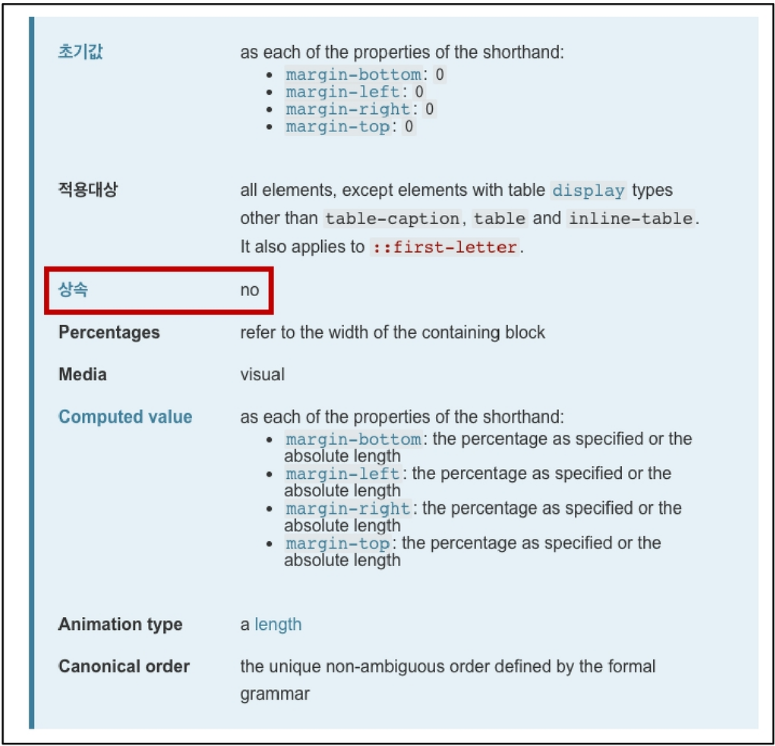 초기값 as each of the properties of the shorthand:
• margin-bottom: 0
• margin-left: 0
• margin-right: 0
• margin-top: 0
적용대상 all elements, except elements with table display types
other than table-caption, table and inline-table.
It also applies to ::first-letter.
상속 no
Percentages refer to the width of the containing block
Media visual
Computed value as each of the properties of the shorthand:
• margin-bottom: the percentage as specified or the
absolute length
• margin-left: the percentage as specified or the
absolute length
• margin-right: the percentage as specified or the
absolute length
• margin-top: the percentage as specified or the
absolute length
Animation type a length
Canonical order the unique non-ambiguous order defined by the formal
grammar